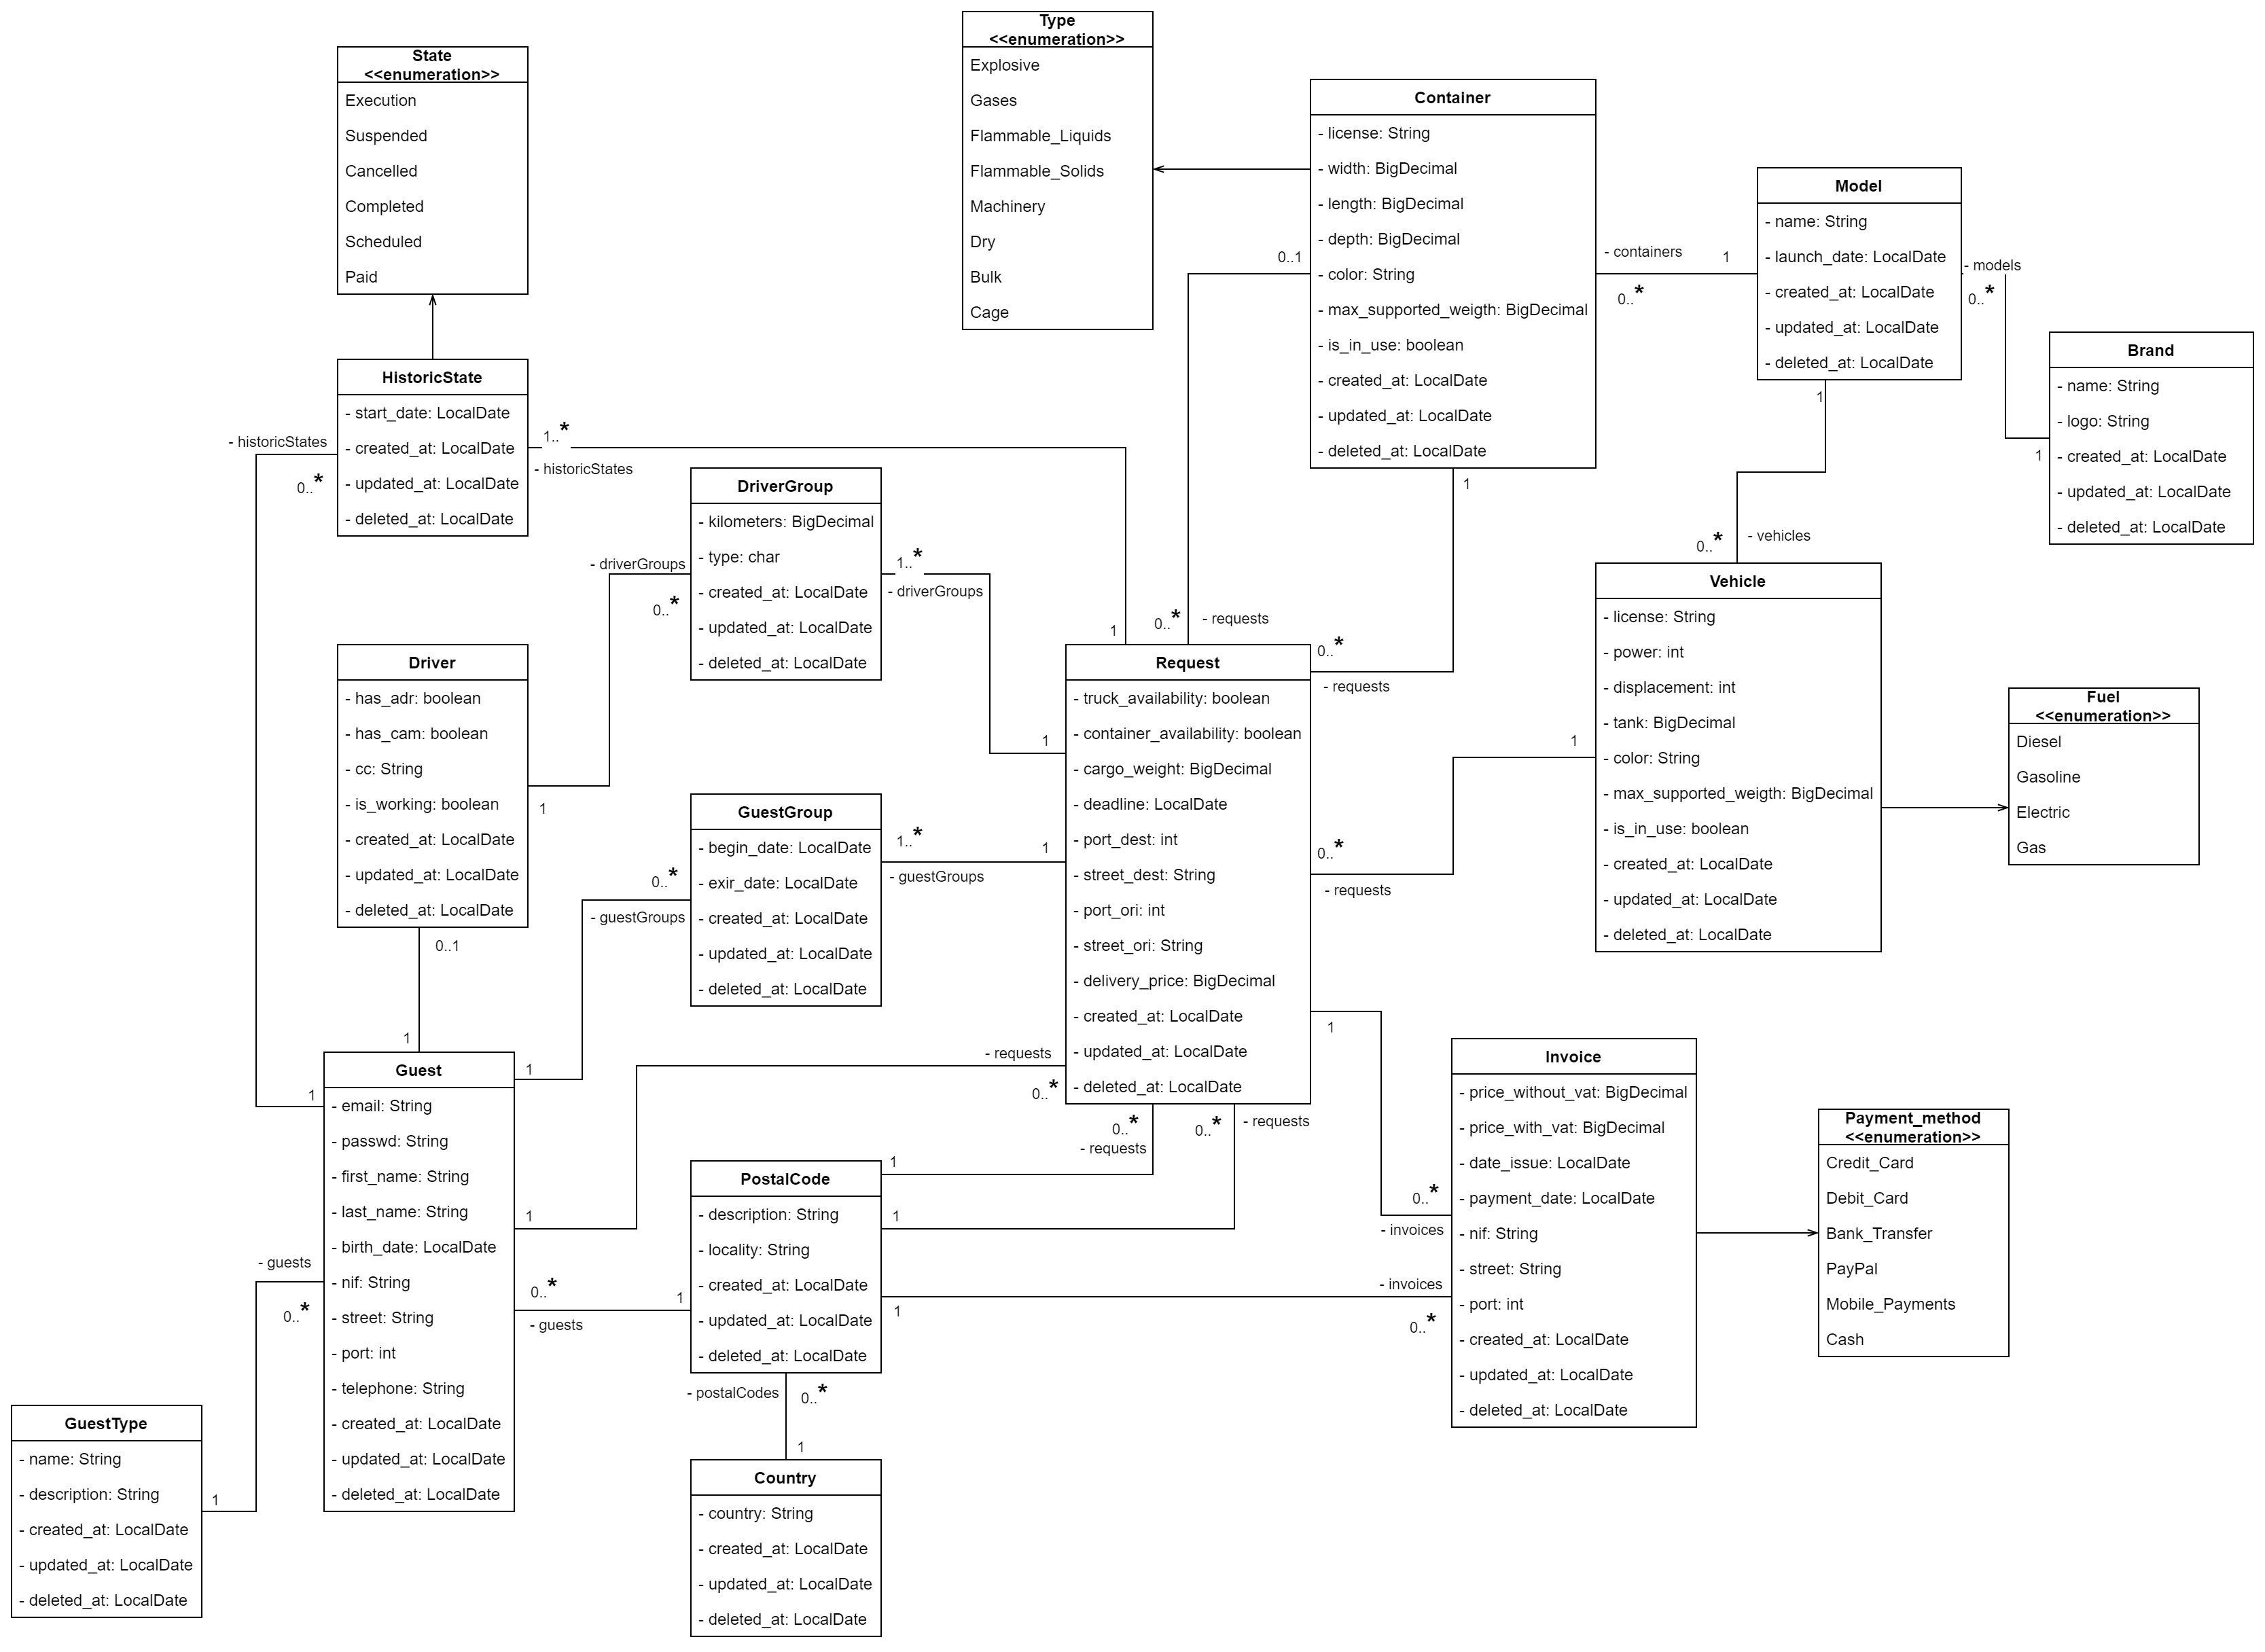 Type
<<enumeration>>
Explosive
Gases
Flammable_Liquids
Flammable_Solids
Machinery
Dry
Bulk
Cage
State
<<enumeration>>
Execution
Suspended
Cancelled
Completed
Scheduled
Paid
Container
- license: String
- width: BigDecimal
- length: BigDecimal
- depth: BigDecimal
- color: String
- max_supported_weigth: BigDecimal
- is_in_use: boolean
- created_at: LocalDate
- updated_at: LocalDate
- deleted_at: LocalDate
0..1
- containers
1
0..*
1
Model
- name: String
- launch_date: LocalDate
- created_at: LocalDate
- updated_at: LocalDate
- deleted_at: LocalDate
- models
0..*
1
1
Brand
- name: String
- logo: String
- created_at: LocalDate
- updated_at: LocalDate
- deleted_at: LocalDate
HistoricState
- start_date: LocalDate
- created_at: LocalDate
- updated_at: LocalDate
- deleted_at: LocalDate
- historicStates
0..*
1..*
- historicStates
DriverGroup
- kilometers: BigDecimal
- type: char
- created_at: LocalDate
- updated_at: LocalDate
- deleted_at: LocalDate
- driverGroups
0..*
1..*
- driverGroups
0..*
- vehicles
Vehicle
- license: String
- power: int
- displacement: int
- tank: BigDecimal
- color: String
- max_supported_weigth: BigDecimal
- is_in_use: boolean
- created_at: LocalDate
- updated_at: LocalDate
- deleted_at: LocalDate
1
Fuel
<<enumeration>>
Diesel
Gasoline
Electric
Gas
1
0..*
- requests
0..*
- requests
Request
- truck_availability: boolean
- container_availability: boolean
- cargo_weight: BigDecimal
- deadline: LocalDate
- port_dest: int
- street_dest: String
- port_ori: int
- street_ori: String
- delivery_price: BigDecimal
- created_at: LocalDate
- updated_at: LocalDate
- deleted_at: LocalDate
1
1
0..*
- requests
1
- requests
0..*
0..*
- requests
0..*
- requests
Driver
- has_adr: boolean
- has_cam: boolean
- cc: String
- is_working: boolean
- created_at: LocalDate
- updated_at: LocalDate
- deleted_at: LocalDate
1
0..1
1
GuestGroup
- begin_date: LocalDate
- exir_date: LocalDate
- created_at: LocalDate
- updated_at: LocalDate
- deleted_at: LocalDate
0..*
- guestGroups
1..*
- guestGroups
Guest
- email: String
- passwd: String
- first_name: String
- last_name: String
- birth_date: LocalDate
- nif: String
- street: String
- port: int
- telephone: String
- created_at: LocalDate
- updated_at: LocalDate
- deleted_at: LocalDate
1
1
1
- guests
0..*
0..*
- guests
Invoice
- price_without_vat: BigDecimal
- price_with_vat: BigDecimal
- date_issue: LocalDate
- payment_date: LocalDate
- nif: String
- street: String
- port: int
- created_at: LocalDate
- updated_at: LocalDate
- deleted_at: LocalDate
0..*
- invoices
- invoices
0..*
Payment_method
<<enumeration>>
Credit_Card
Debit_Card
Bank_Transfer
PayPal
Mobile_Payments
Cash
PostalCode
- description: String
- locality: String
- created_at: LocalDate
- updated_at: LocalDate
- deleted_at: LocalDate
1
1
1
1
- postalCodes
0..*
1
Country
- country: String
- created_at: LocalDate
- updated_at: LocalDate
- deleted_at: LocalDate
GuestType
- name: String
- description: String
- created_at: LocalDate
- updated_at: LocalDate
- deleted_at: LocalDate
1